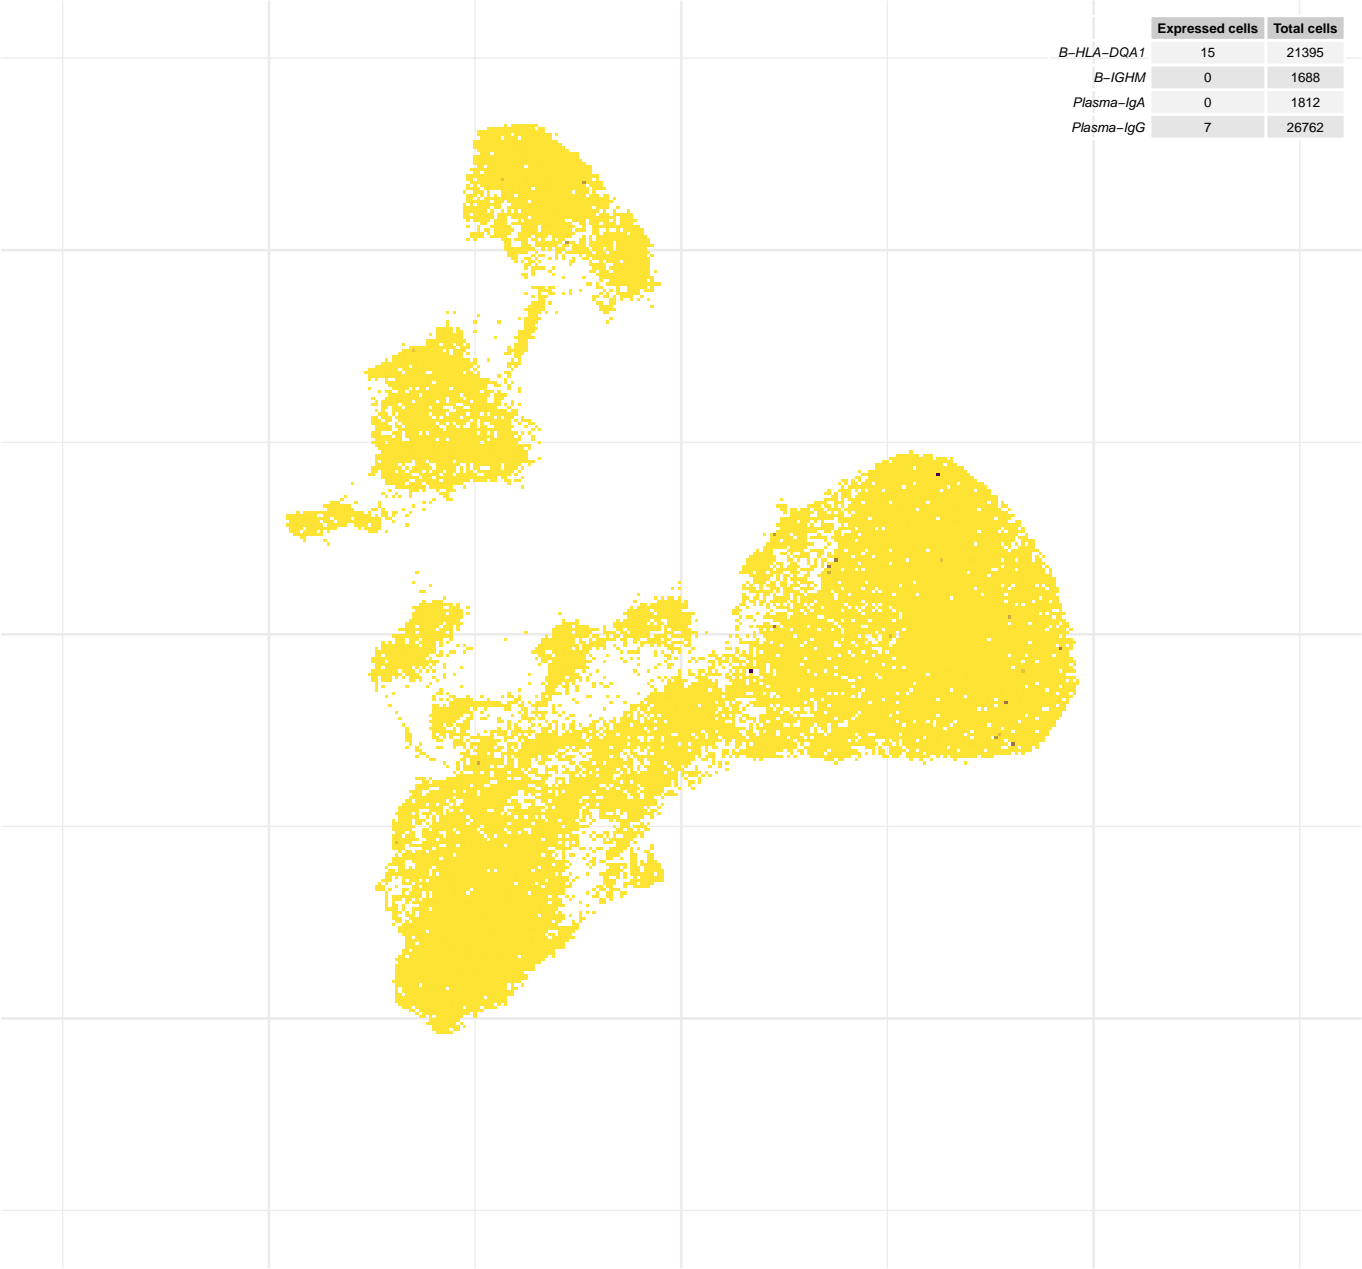 Expressed cells Total cells
B−HLA−DQA1 15 21395
B−IGHM 0 1688
Plasma−IgA 0 1812
Plasma−IgG 7 26762